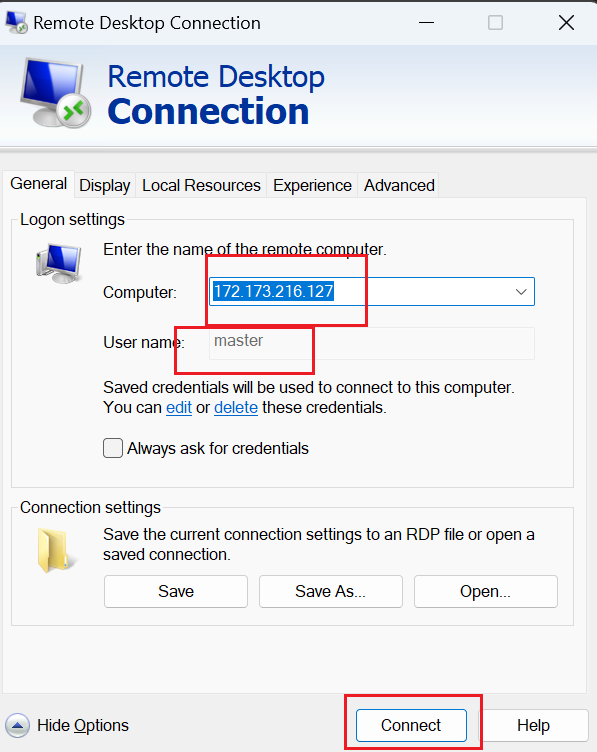 Remote Desktop Connection
Remote Desktop
Connection
General Display Local Resources Experience Advanced
Logon settings
Enter the name of the remote computer.
Computer: 172.173.216.127
User name: master
Saved credentials will be used to connect to this computer.
You can edit or delete these credentials.
Always ask for credentials
Connection settings
Save the current connection settings to an RDP file or open a
saved connection.
Save Save As... Open...
Hide Options Connect Help